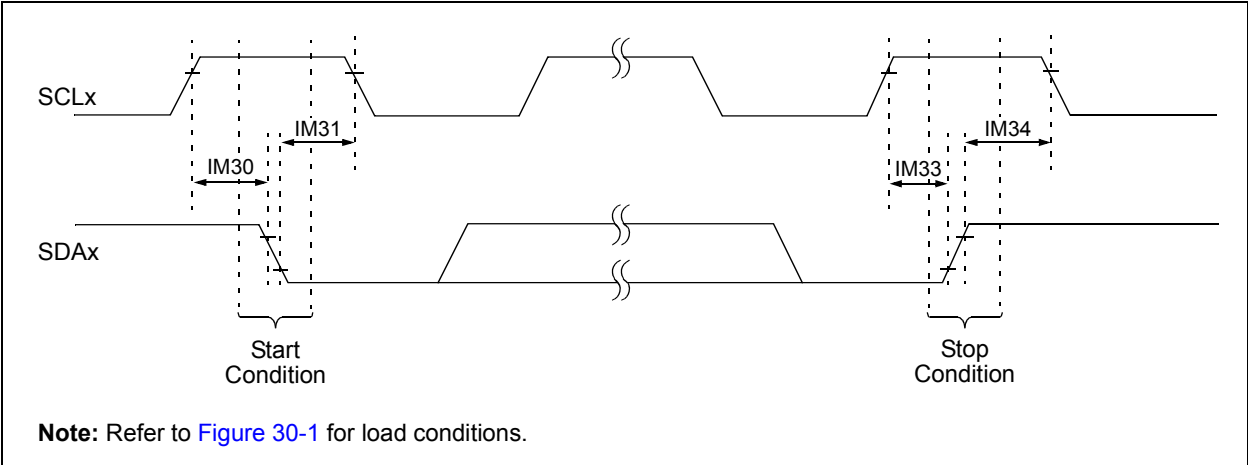 SCLx
IM31
IM34
IM30
IM33
SDAx
Start
Condition
Stop
Condition
Note: Refer to Figure 30-1 for load conditions.